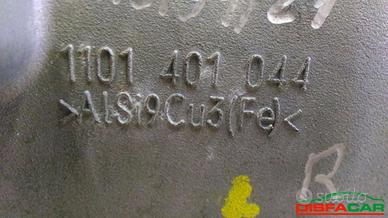 1101 401 044
>AlSi9Cu3(Fe)<
DISFACAR